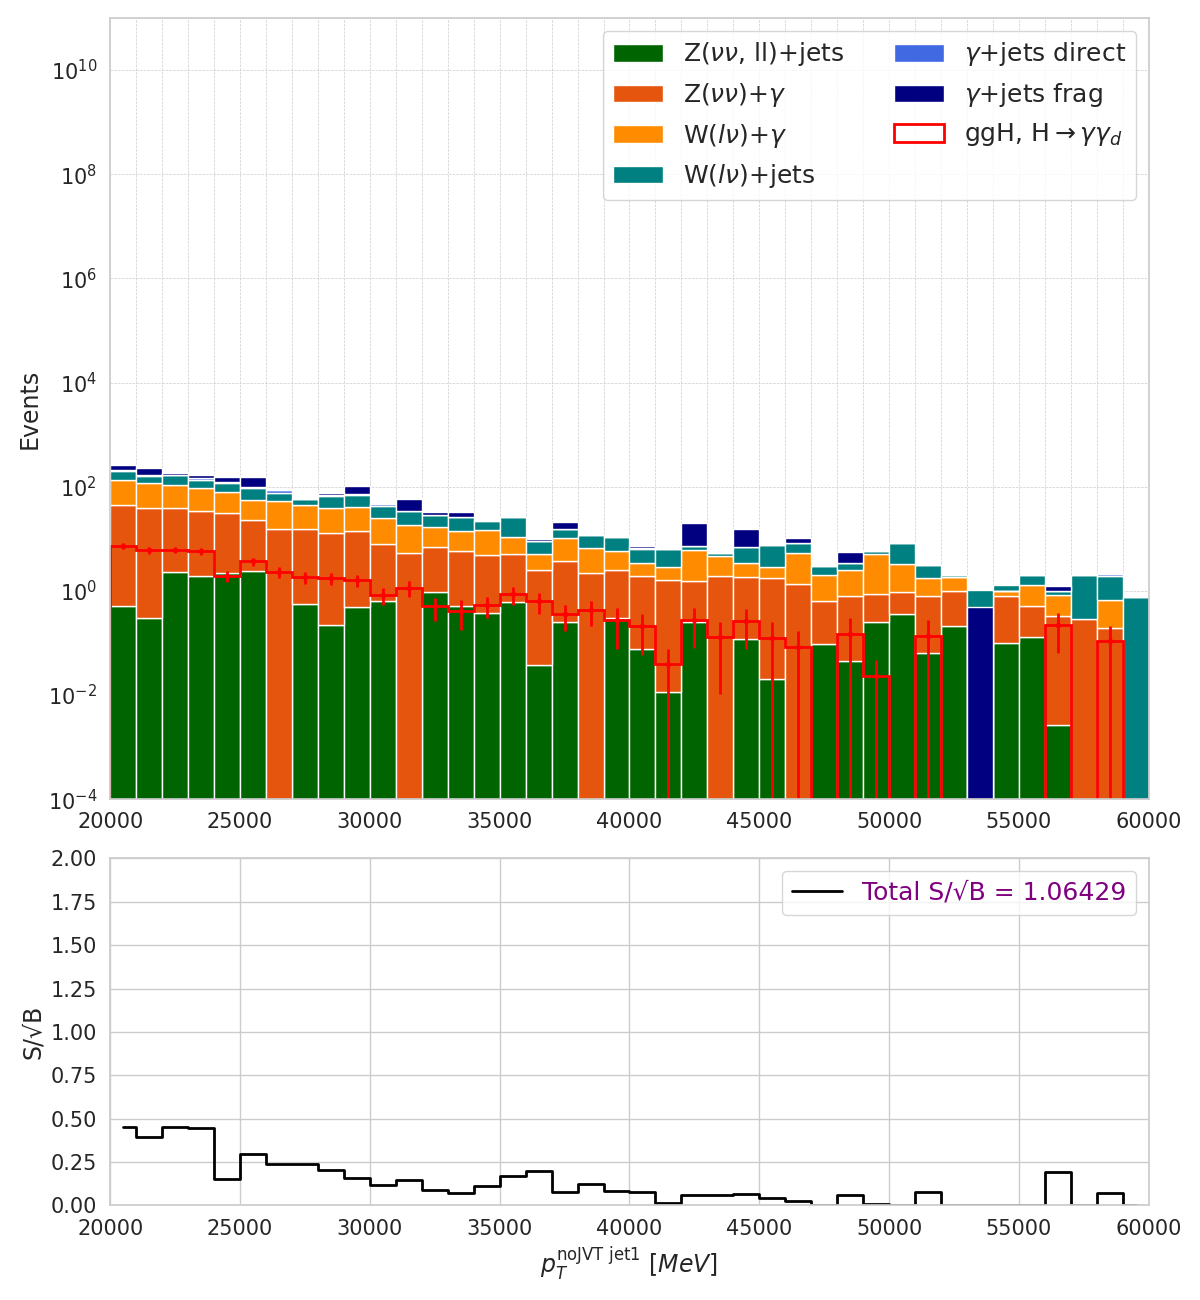 Z(νν, ll)+jets
Z(νν)+γ
W(lν)+γ
W(lν)+jets
γ+jets direct
γ+jets frag
ggH, H→γγ_d
Events
10^10
10^8
10^6
10^4
10^2
10^0
10^−2
10^−4
20000 25000 30000 35000 40000 45000 50000 55000 60000
Total S/√B = 1.06429
S/√B
2.00
1.75
1.50
1.25
1.00
0.75
0.50
0.25
0.00
20000 25000 30000 35000 40000 45000 50000 55000 60000
p_T^noJVT jet1 [MeV]